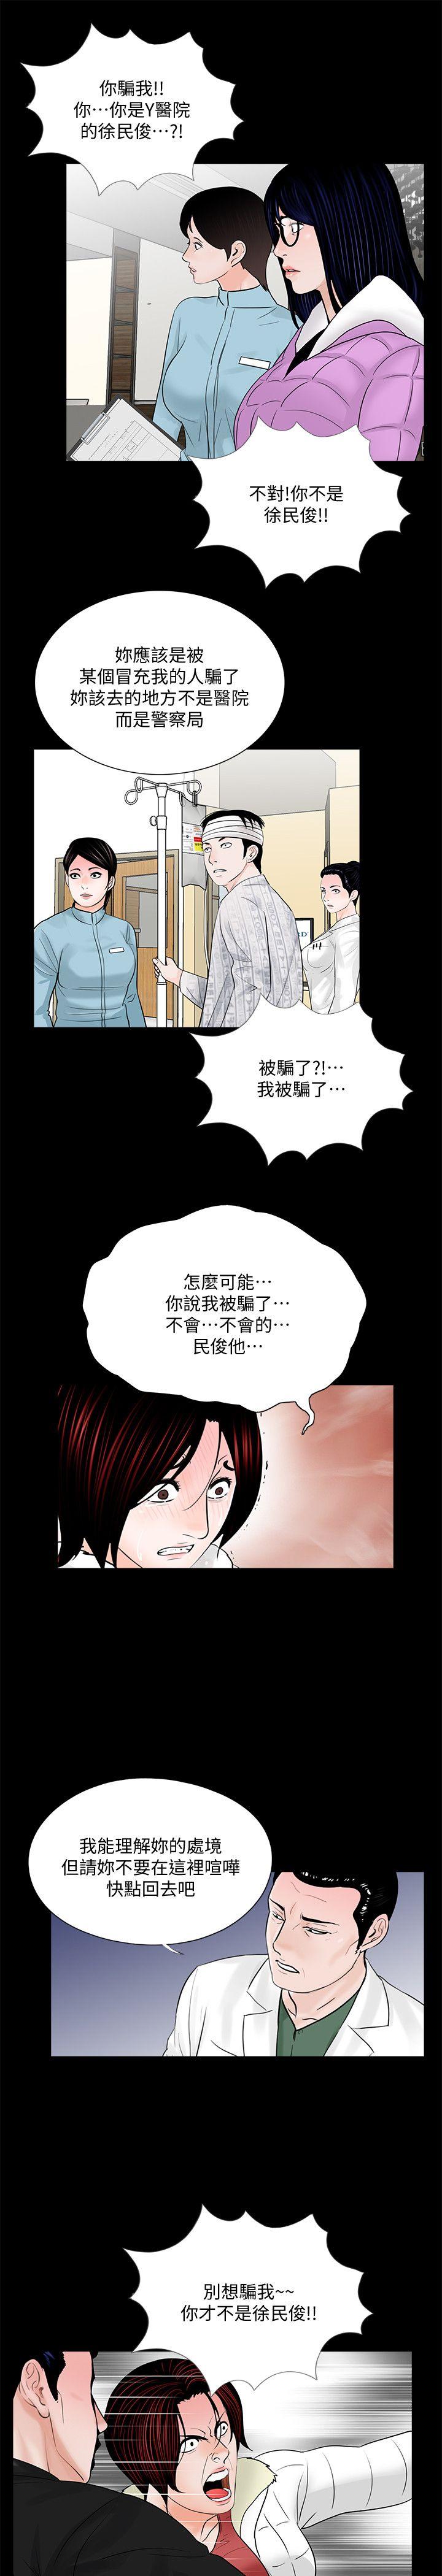 你騙我!!
你⋯你是Y醫院
的徐民俊⋯?!
不對!你不是
徐民俊!!
妳應該是被
某個冒充我的人騙了
妳該去的地方不是醫院
而是警察局
被騙了?!⋯
我被騙了⋯
怎麼可能⋯
你說我被騙了⋯
不會⋯不會的⋯
民俊他⋯
我能理解妳的處境
但請妳不要在這裡喧嘩
快點回去吧
別想騙我~~
你才不是徐民俊!!